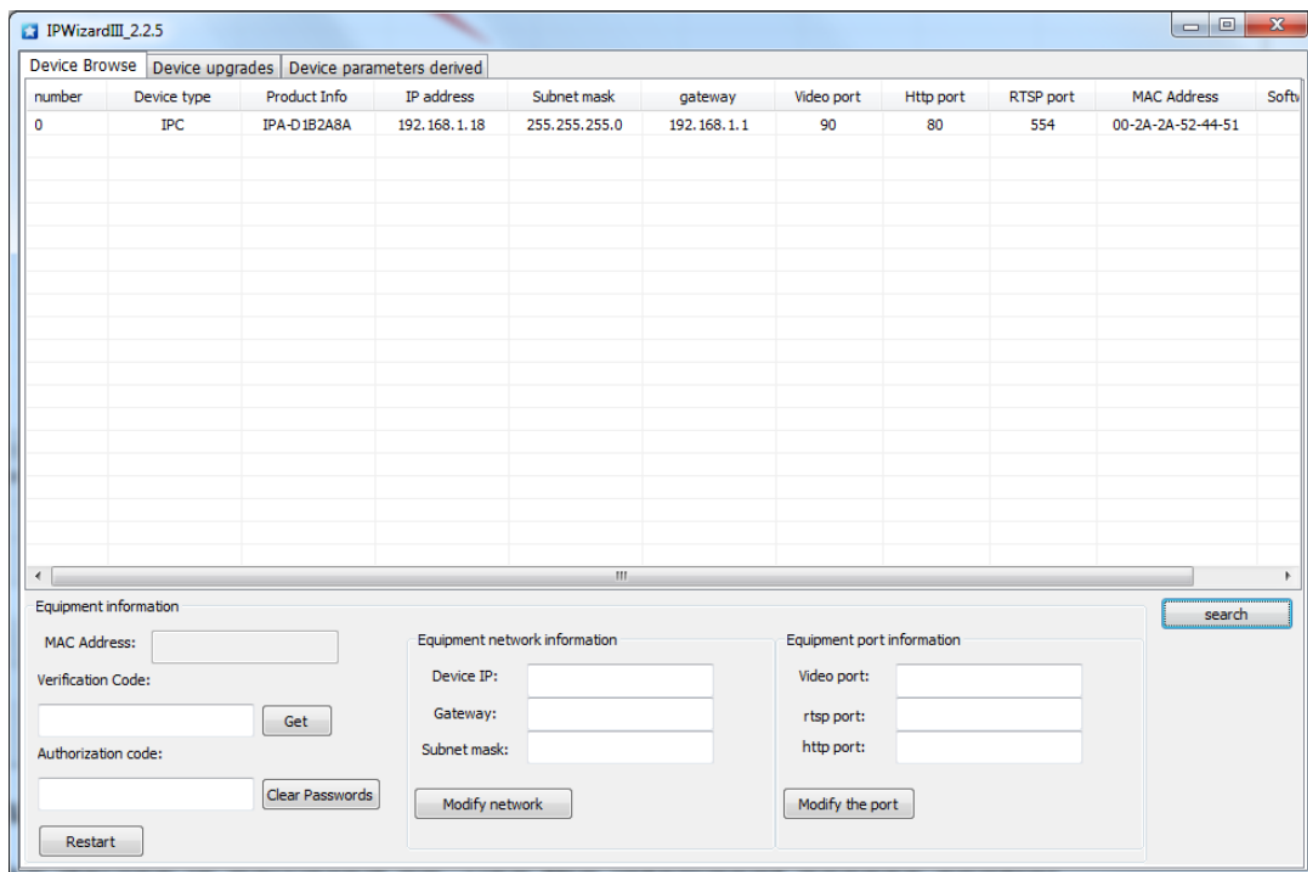 IPWizardIII_2.2.5
Device Browse Device upgrades Device parameters derived
number Device type Product Info IP address Subnet mask gateway Video port Http port RTSP port MAC Address Softw
0 IPC IPA-D1B2A8A 192.168.1.18 255.255.255.0 192.168.1.1 90 80 554 00-2A-2A-52-44-51
Equipment information
search
MAC Address:
Verification Code:
Get
Authorization code:
Clear Passwords
Restart
Equipment network information
Device IP:
Gateway:
Subnet mask:
Modify network
Equipment port information
Video port:
rtsp port:
http port:
Modify the port